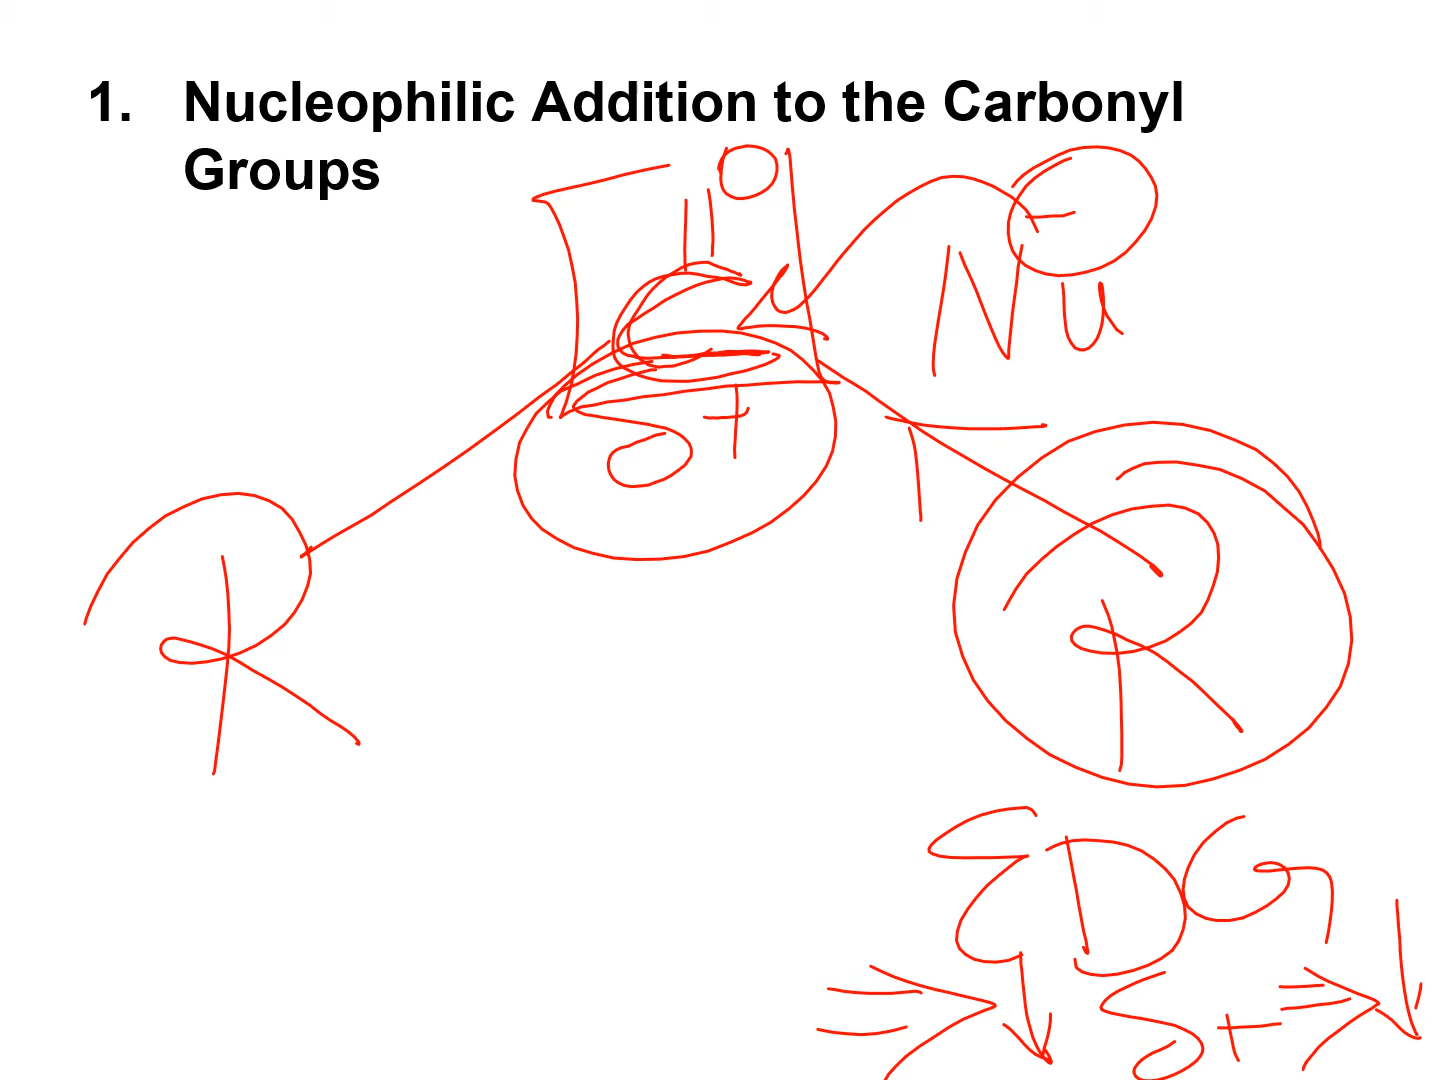 1. Nucleophilic Addition to the Carbonyl
Groups
O
C
Nu
δ+
R
R
EDG
⇒ ↓ δ+ ⇒ ↓